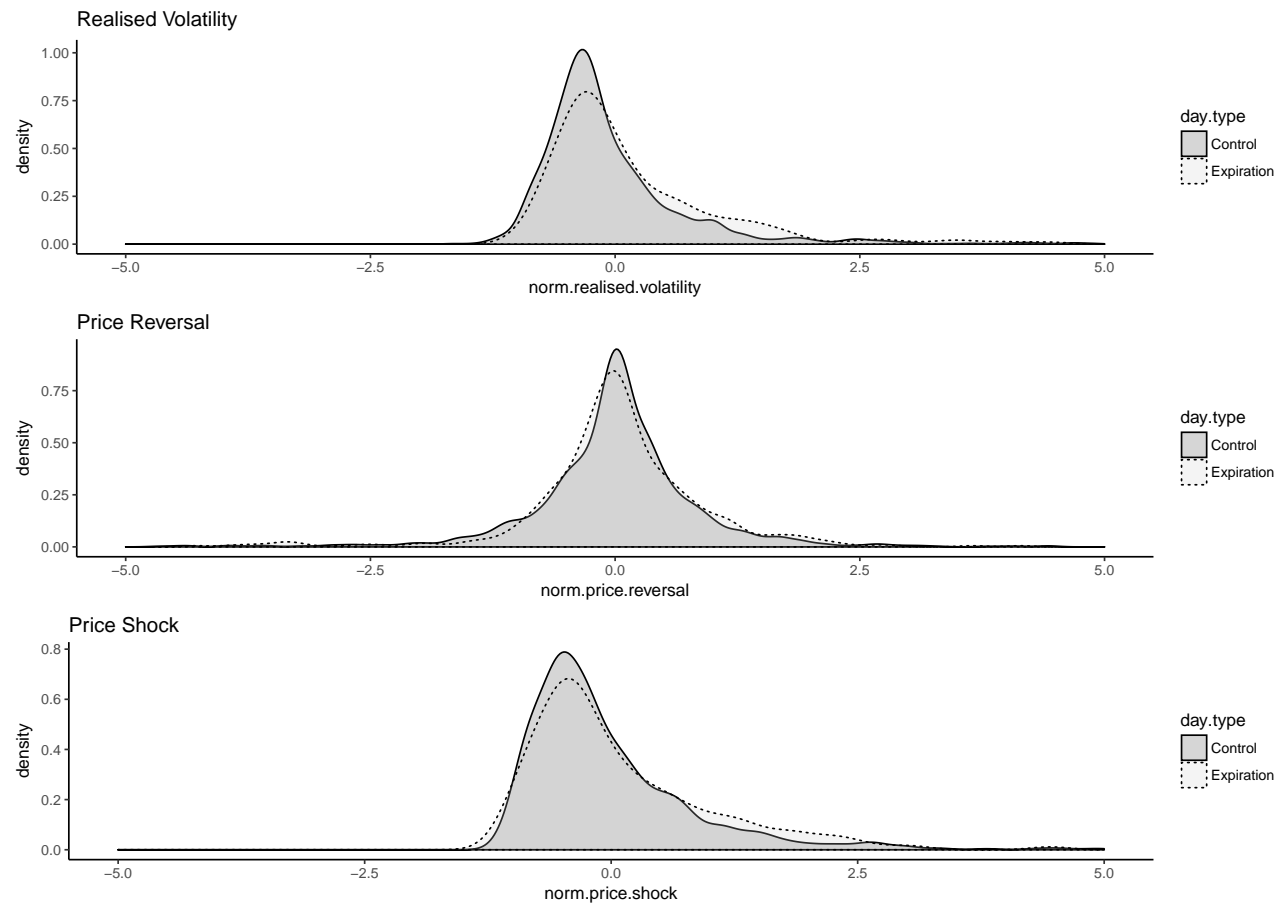 Realised Volatility
1.00
0.75
0.50
0.25
0.00
density
−5.0 −2.5 0.0 2.5 5.0
norm.realised.volatility
day.type
Control
Expiration
Price Reversal
0.75
0.50
0.25
0.00
density
−5.0 −2.5 0.0 2.5 5.0
norm.price.reversal
day.type
Control
Expiration
Price Shock
0.8
0.6
0.4
0.2
0.0
density
−5.0 −2.5 0.0 2.5 5.0
norm.price.shock
day.type
Control
Expiration